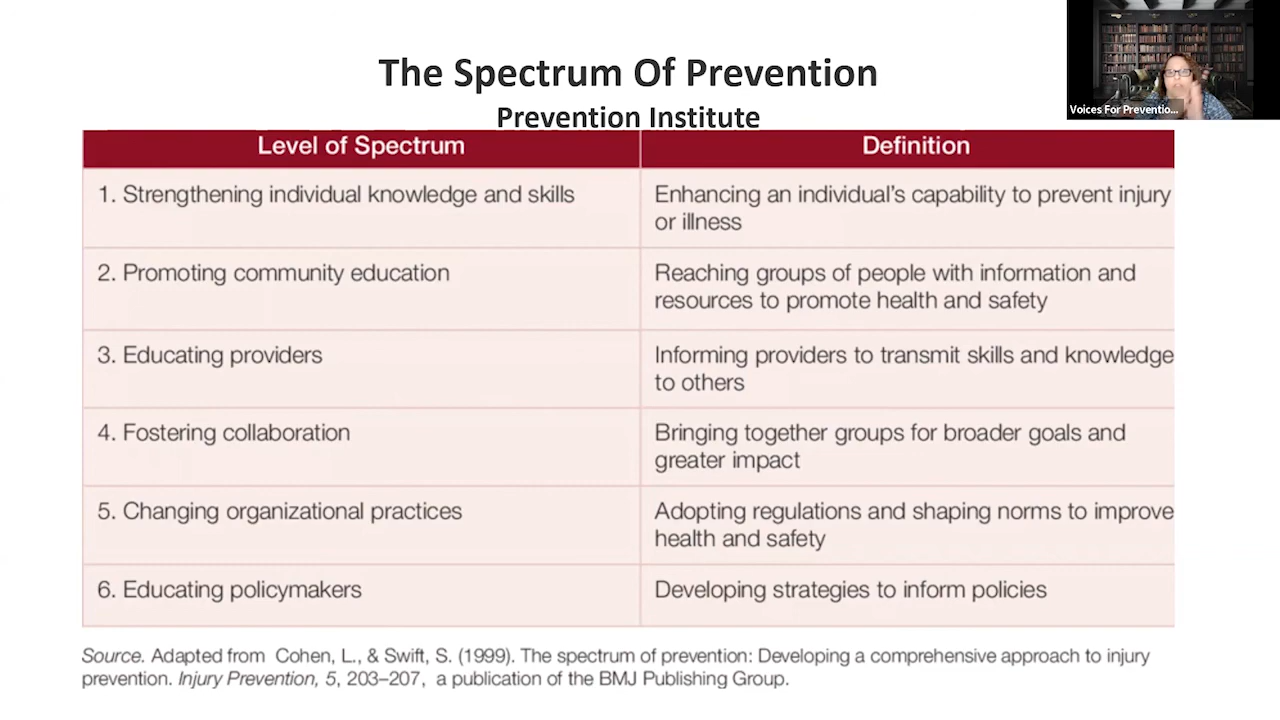 The Spectrum Of Prevention
Prevention Institute
Voices For Preventio...
Level of Spectrum
Definition
1. Strengthening individual knowledge and skills
Enhancing an individual's capability to prevent injury
or illness
2. Promoting community education
Reaching groups of people with information and
resources to promote health and safety
3. Educating providers
Informing providers to transmit skills and knowledge
to others
4. Fostering collaboration
Bringing together groups for broader goals and
greater impact
5. Changing organizational practices
Adopting regulations and shaping norms to improve
health and safety
6. Educating policymakers
Developing strategies to inform policies
Source. Adapted from Cohen, L., & Swift, S. (1999). The spectrum of prevention: Developing a comprehensive approach to injury
prevention. Injury Prevention, 5, 203–207, a publication of the BMJ Publishing Group.